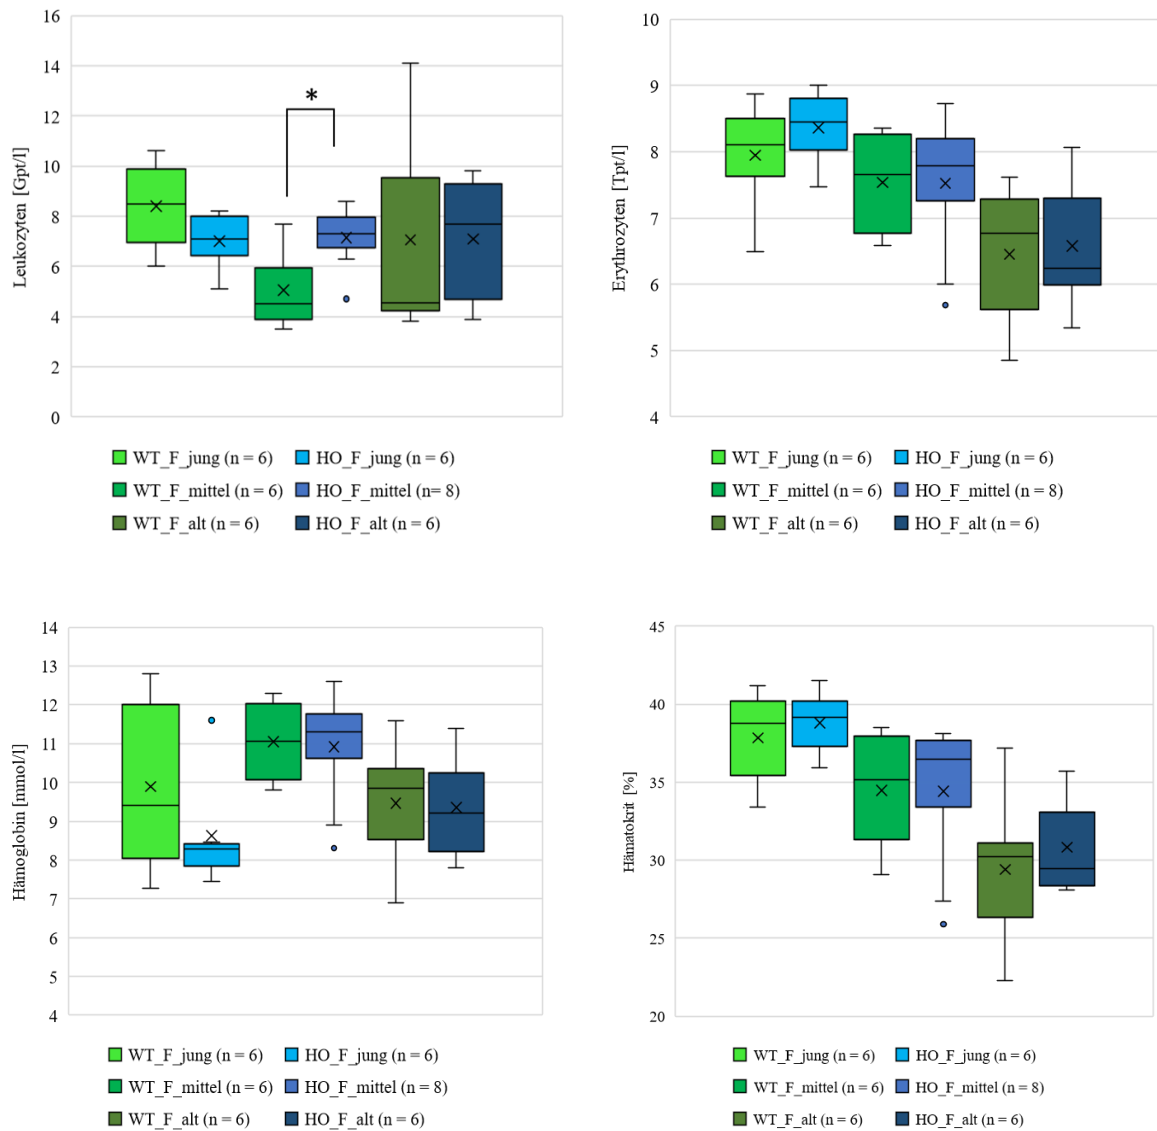 16
14
12
10
8
6
4
2
0
Leukozyten [Gpt/l]
*
WT_F_jung (n = 6) HO_F_jung (n = 6)
WT_F_mittel (n = 6) HO_F_mittel (n= 8)
WT_F_alt (n = 6) HO_F_alt (n = 6)
10
9
8
7
6
5
4
Erythrozyten [Tpt/l]
WT_F_jung (n = 6) HO_F_jung (n = 6)
WT_F_mittel (n = 6) HO_F_mittel (n = 8)
WT_F_alt (n = 6) HO_F_alt (n = 6)
14
13
12
11
10
9
8
7
6
5
4
Hämoglobin [mmol/l]
WT_F_jung (n = 6) HO_F_jung (n = 6)
WT_F_mittel (n = 6) HO_F_mittel (n = 8)
WT_F_alt (n = 6) HO_F_alt (n = 6)
45
40
35
30
25
20
Hämatokrit [%]
WT_F_jung (n = 6) HO_F_jung (n = 6)
WT_F_mittel (n = 6) HO_F_mittel (n = 8)
WT_F_alt (n = 6) HO_F_alt (n = 6)